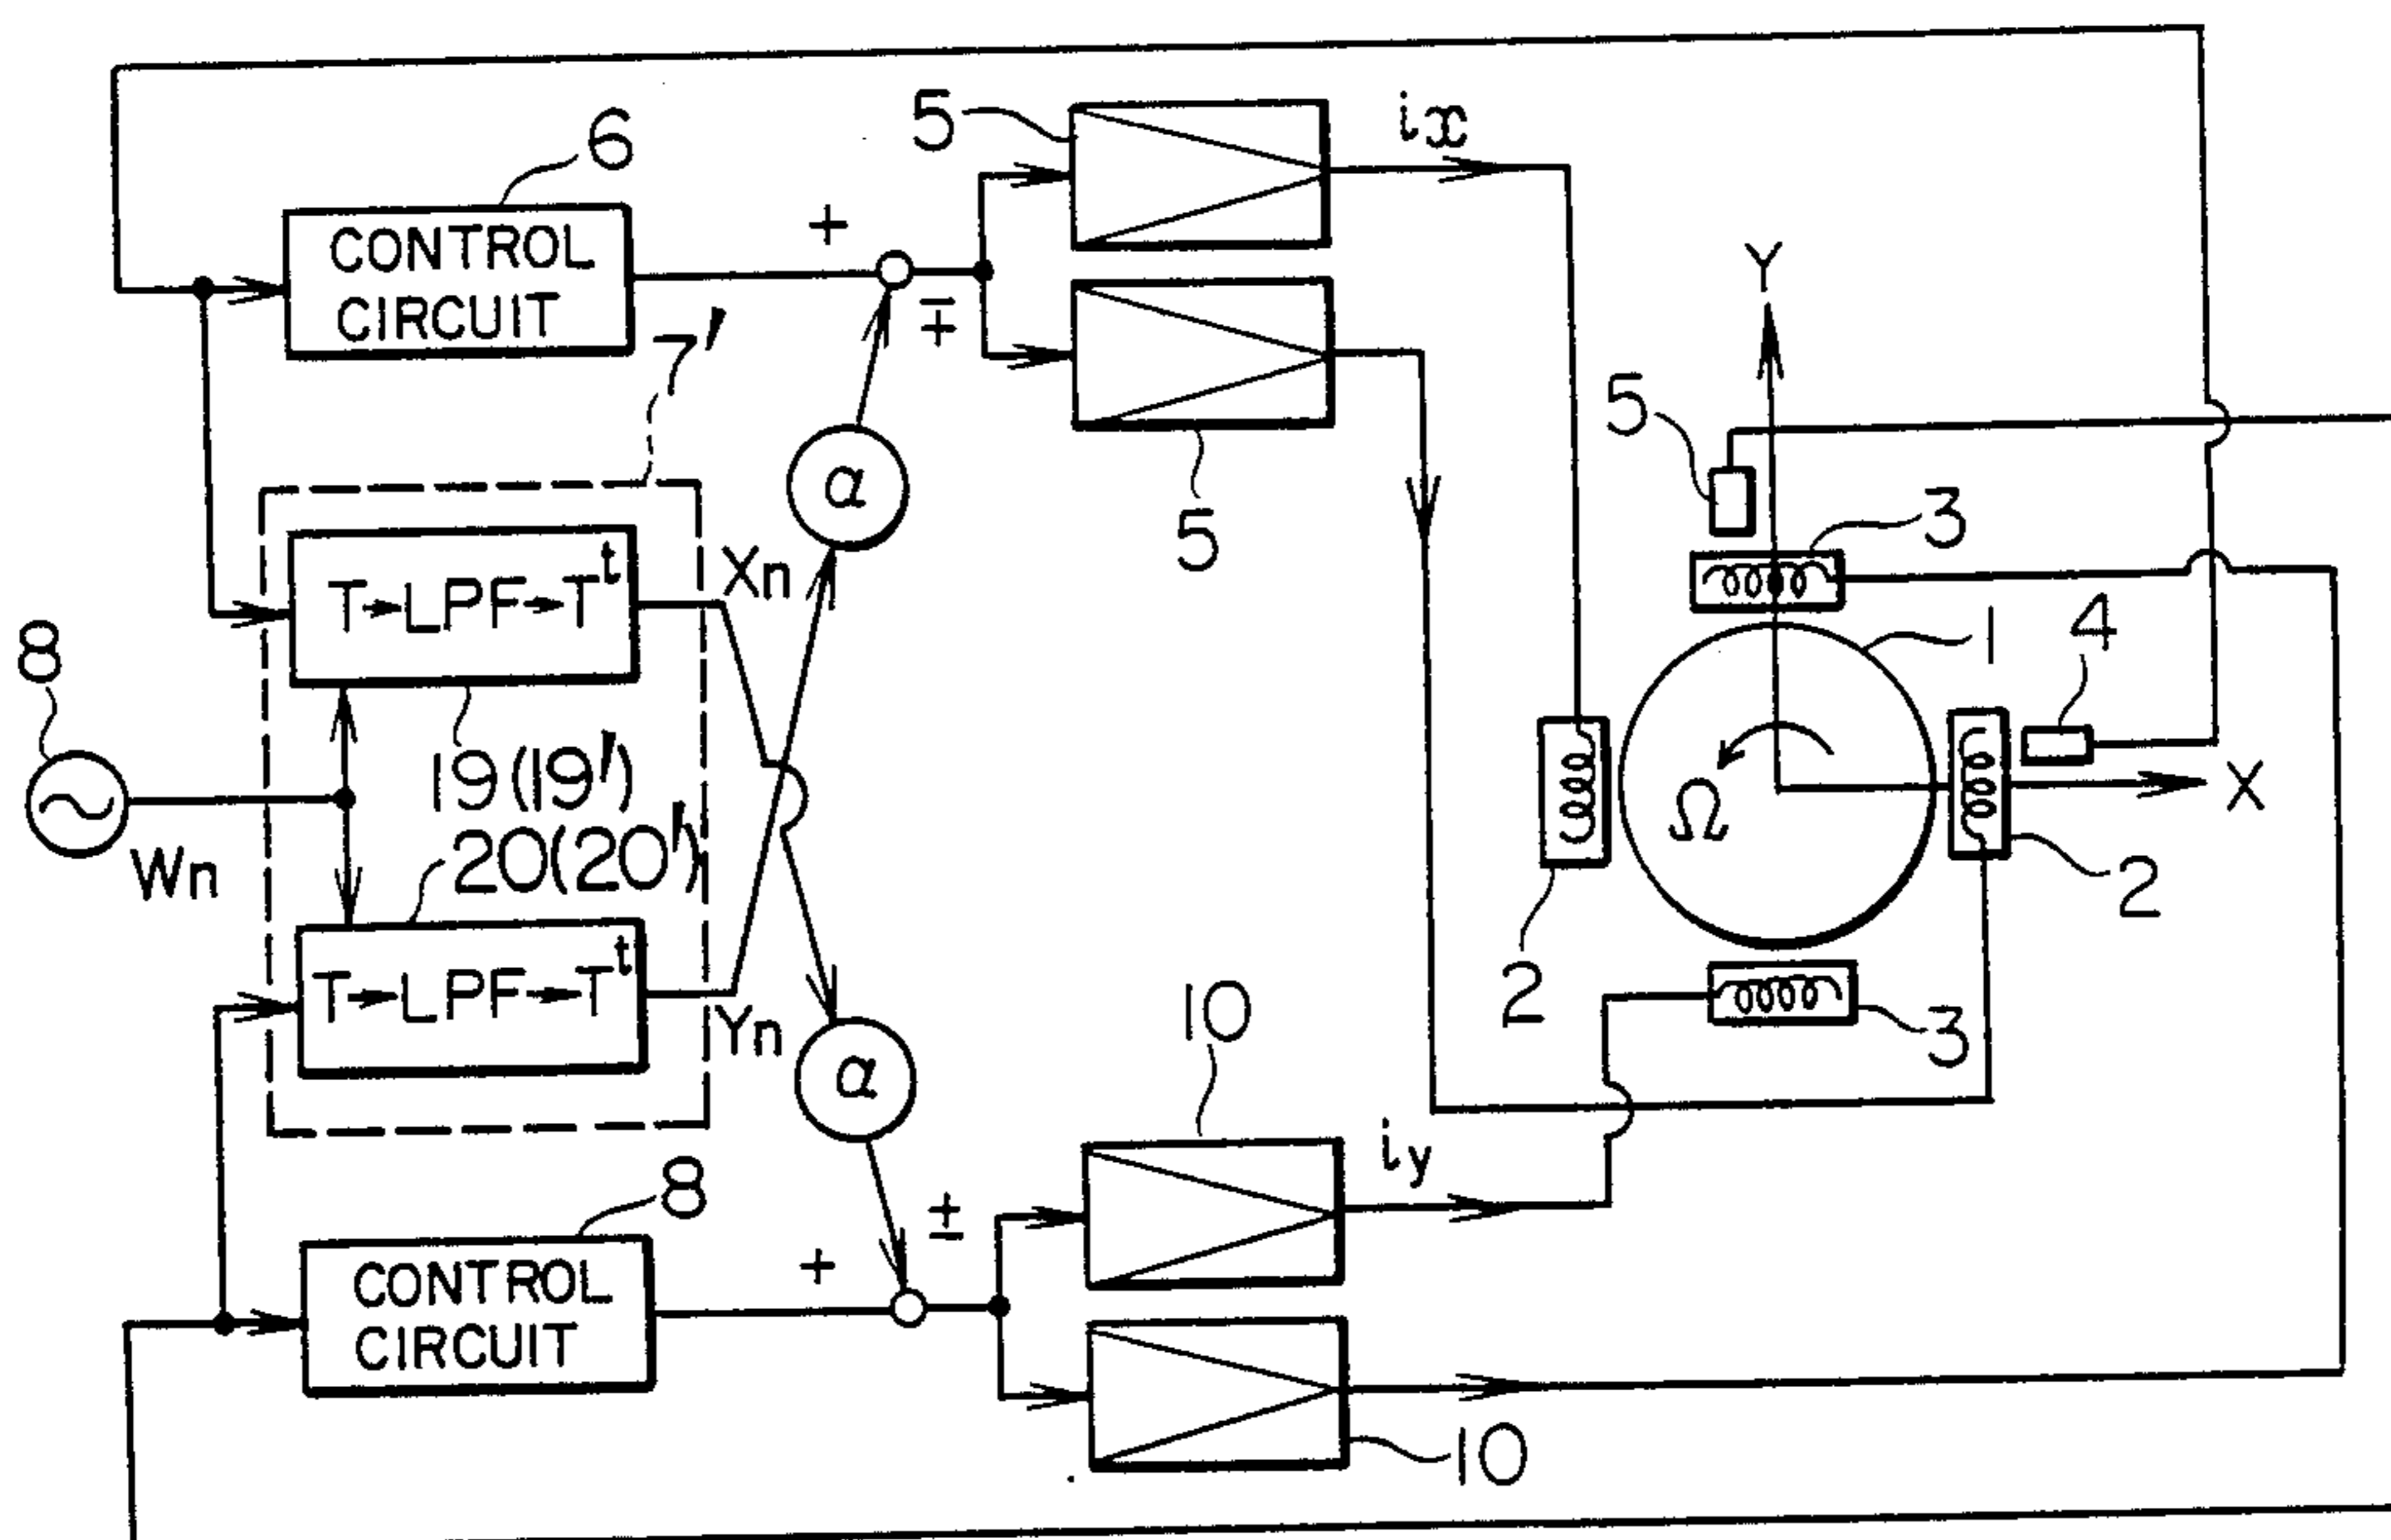 5
ix
6
+
CONTROL
CIRCUIT
∓
Y
7'
5
5
3
α
T→LPF→Tᵗ
Xn
1
4
8
19(19')
Ω
X
20(20')
Wn
2
2
T→LPF→Tᵗ
Yn
10
3
α
iy
8
±
+
CONTROL
CIRCUIT
10